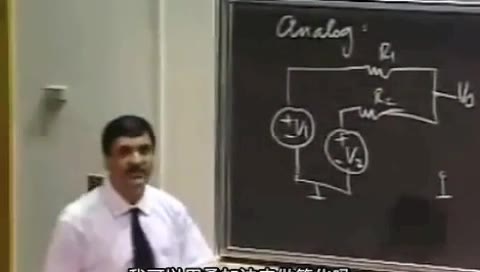 Analog:
R₁
R₂
V₀
+
-
V₁
+
-
V₂